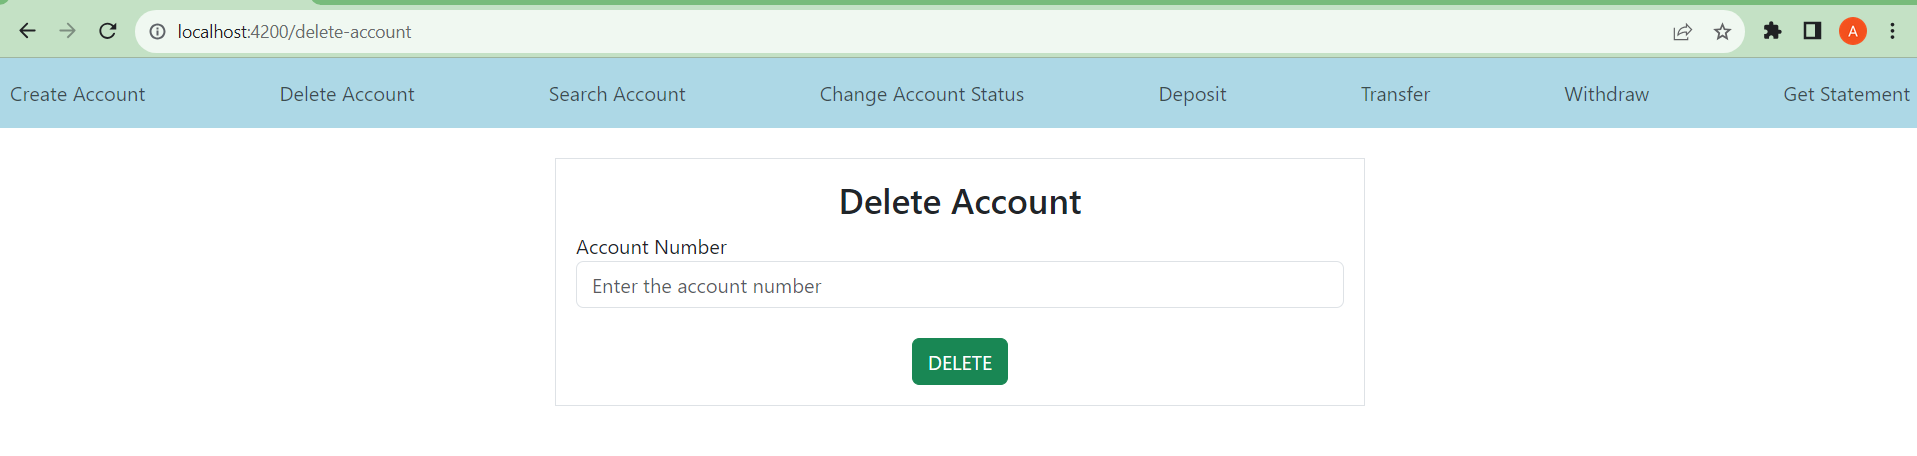 localhost:4200/delete-account
A
Create Account Delete Account Search Account Change Account Status Deposit Transfer Withdraw Get Statement
Delete Account
Account Number
Enter the account number
DELETE